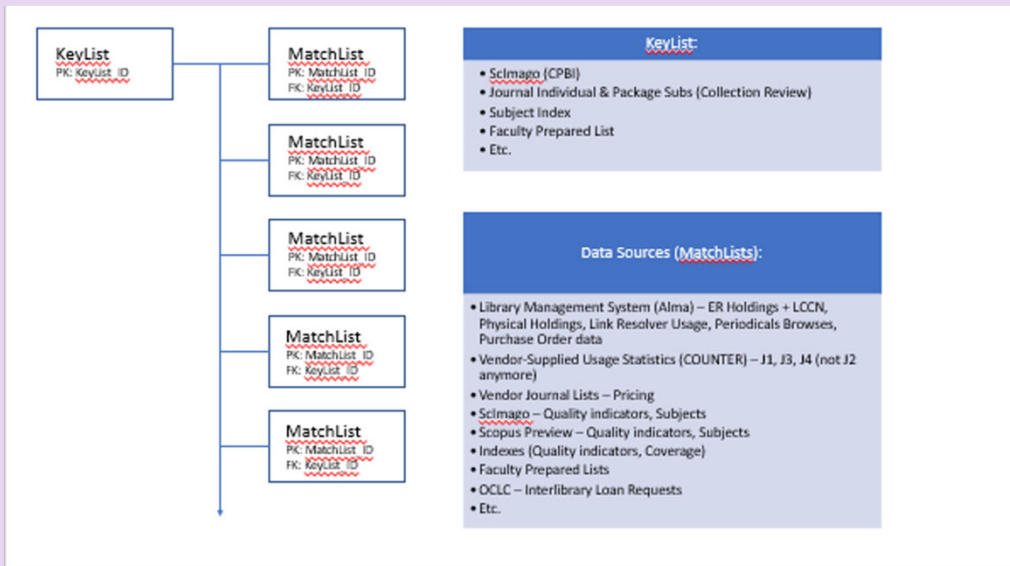 KeyList
PK: KeyList_ID
MatchList
PK: MatchList_ID
FK: KeyList_ID
MatchList
PK: MatchList_ID
FK: KeyList_ID
MatchList
PK: MatchList_ID
FK: KeyList_ID
MatchList
PK: MatchList_ID
FK: KeyList_ID
MatchList
PK: MatchList_ID
FK: KeyList_ID
KeyList:
• ScImago (CPBI)
• Journal Individual & Package Subs (Collection Review)
• Subject Index
• Faculty Prepared List
• Etc.
Data Sources (MatchLists):
• Library Management System (Alma) – ER Holdings + LCCN,
Physical Holdings, Link Resolver Usage, Periodicals Browses,
Purchase Order data
• Vendor-Supplied Usage Statistics (COUNTER) – J1, J3, J4 (not J2
anymore)
• Vendor Journal Lists – Pricing
• ScImago – Quality indicators, Subjects
• Scopus Preview – Quality indicators, Subjects
• Indexes (Quality indicators, Coverage)
• Faculty Prepared Lists
• OCLC – Interlibrary Loan Requests
• Etc.